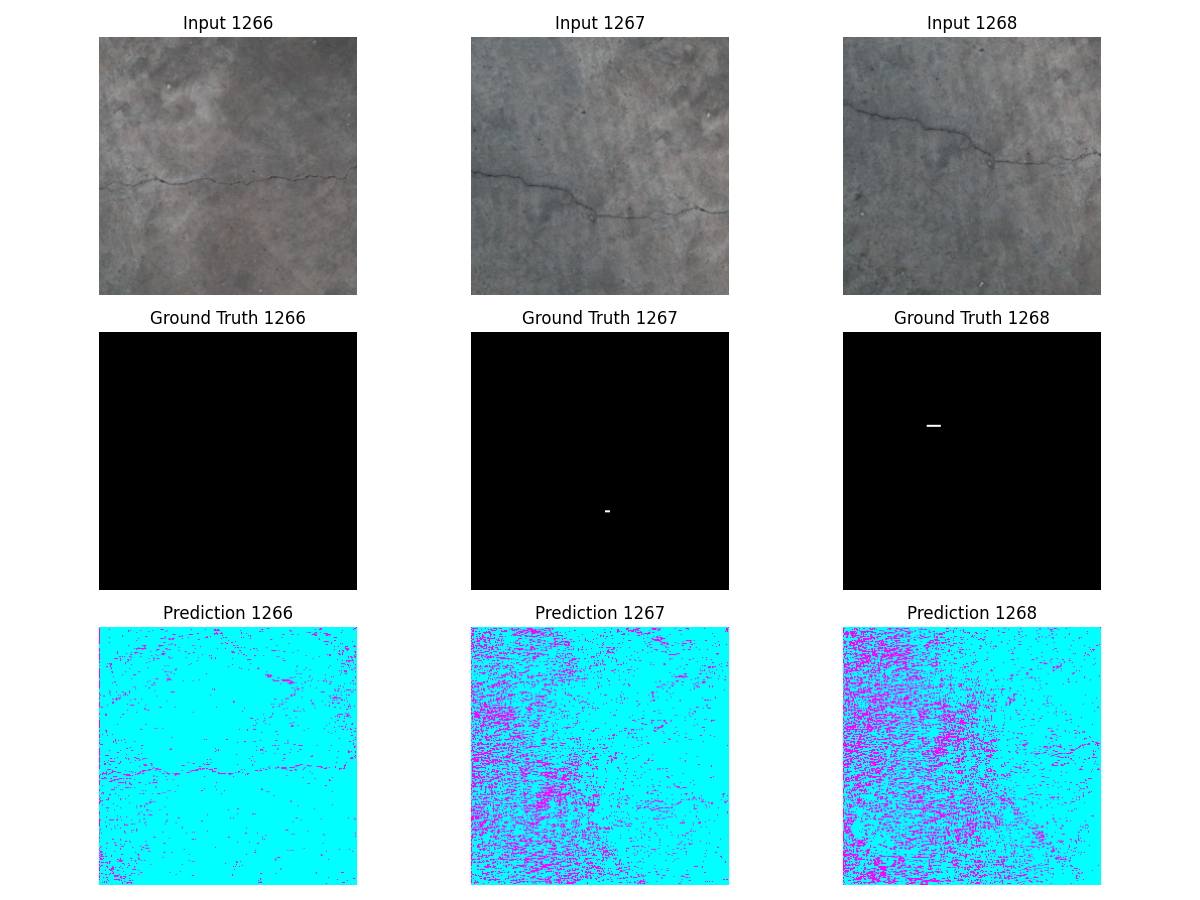 Input 1266
Input 1267
Input 1268
Ground Truth 1266
Ground Truth 1267
Ground Truth 1268
Prediction 1266
Prediction 1267
Prediction 1268